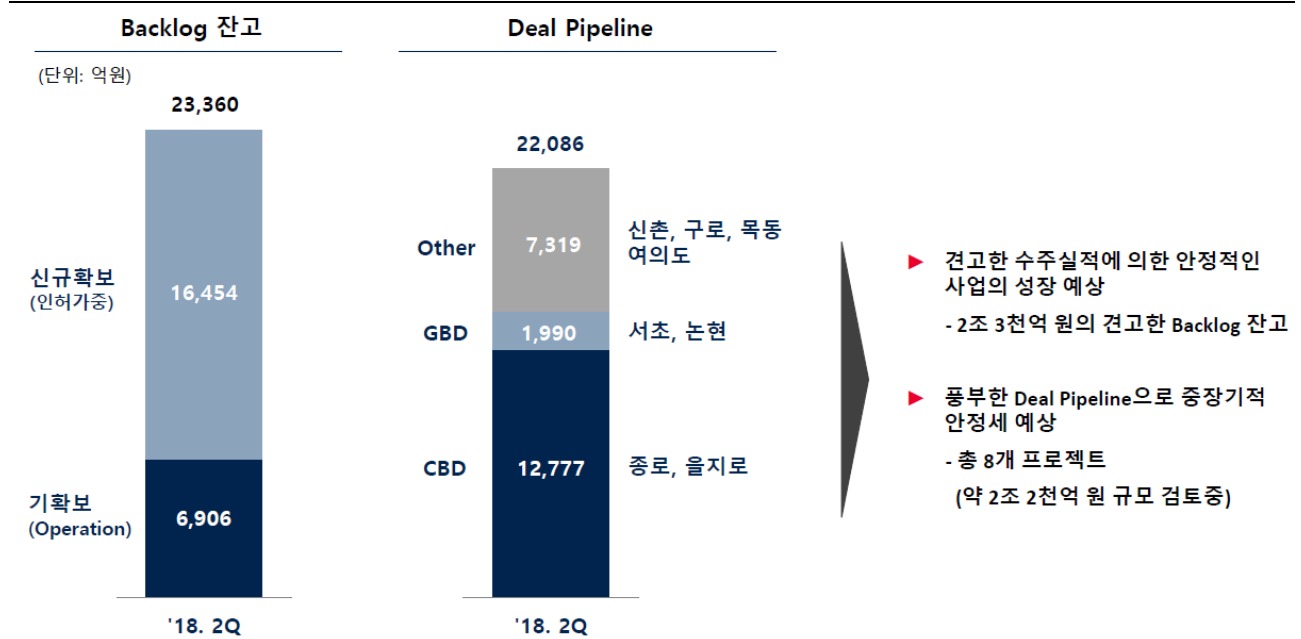 Backlog 잔고
(단위: 억원)
23,360
신규확보
(인허가중)
16,454
기확보
(Operation)
6,906
'18. 2Q
Deal Pipeline
22,086
Other
7,319
신촌, 구로, 목동
여의도
GBD
1,990
서초, 논현
CBD
12,777
종로, 을지로
'18. 2Q
► 견고한 수주실적에 의한 안정적인
사업의 성장 예상
- 2조 3천억 원의 견고한 Backlog 잔고
► 풍부한 Deal Pipeline으로 중장기적
안정세 예상
- 총 8개 프로젝트
(약 2조 2천억 원 규모 검토중)